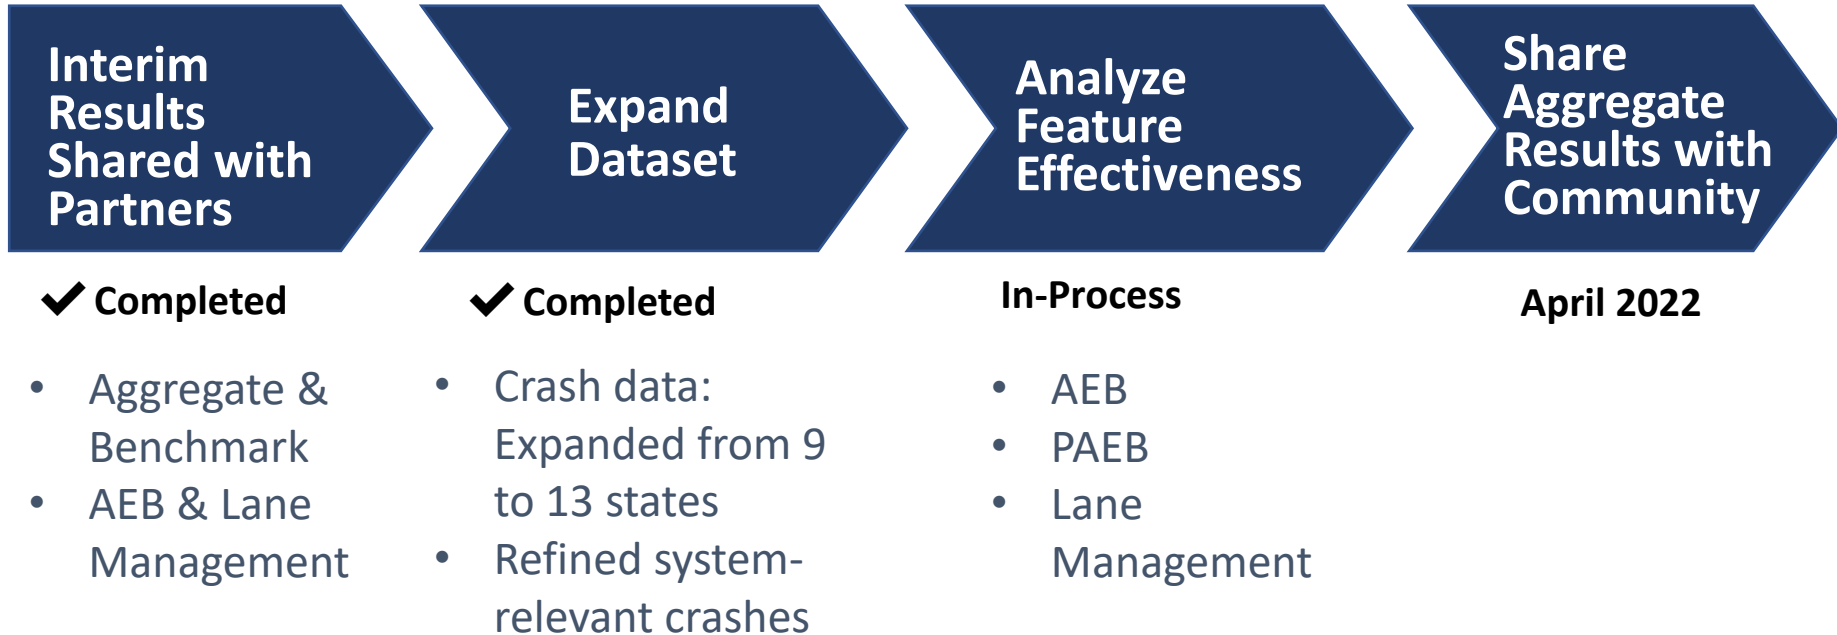 Interim
Results
Shared with
Partners
✔ Completed
• Aggregate &
Benchmark
• AEB & Lane
Management
Expand
Dataset
✔ Completed
• Crash data:
Expanded from 9
to 13 states
• Refined system-
relevant crashes
Analyze
Feature
Effectiveness
In-Process
• AEB
• PAEB
• Lane
Management
Share
Aggregate
Results with
Community
April 2022